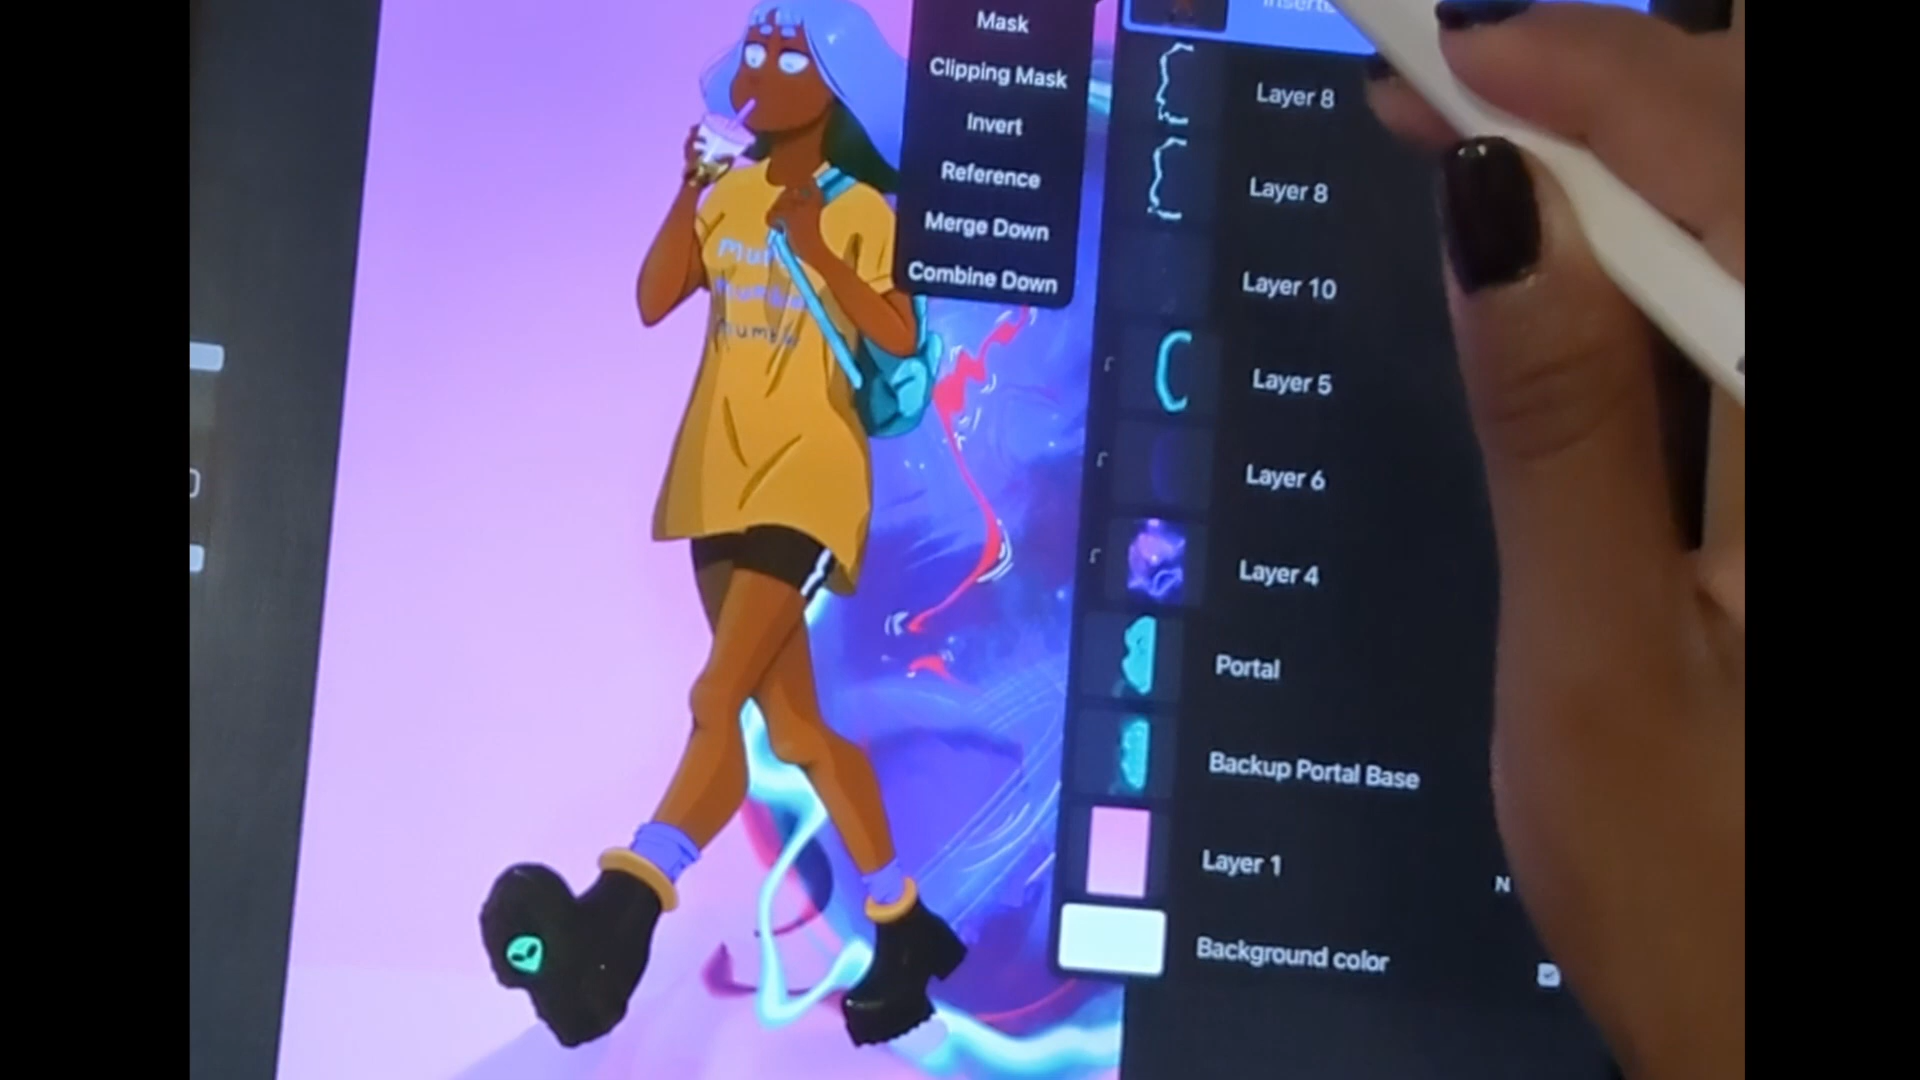 Mask
Clipping Mask
Invert
Reference
Merge Down
Combine Down
Layer 8
Layer 8
Layer 10
Layer 5
Layer 6
Layer 4
Portal
Backup Portal Base
Layer 1
N
Background color
mumble